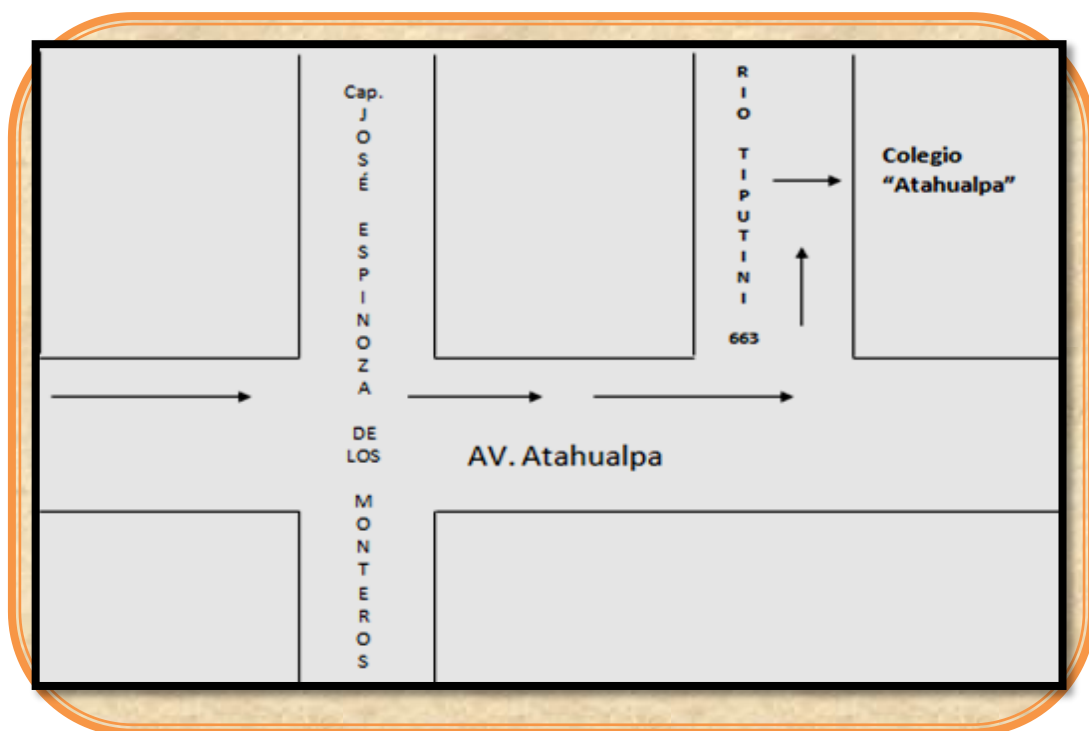 Cap.
JOSÉ ESPINOZA
DE
LOS
MONTEROS
AV. Atahualpa
RIO TIPUTINI
663
Colegio
“Atahualpa”